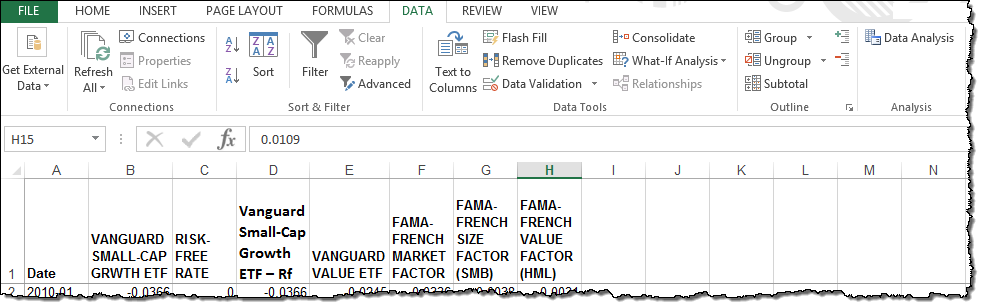 FILE HOME INSERT PAGE LAYOUT FORMULAS DATA REVIEW VIEW
Get External Data
Refresh All
Connections
Properties
Edit Links
Connections
A Z
Z A
Z A A Z
Sort
Filter
Clear
Reapply
Advanced
Sort & Filter
Text to Columns
Flash Fill
Remove Duplicates
Data Validation
Consolidate
What-If Analysis
Relationships
Data Tools
Group
Ungroup
Subtotal
Outline
Data Analysis
Analysis
H15 fx 0.0109
A B C D E F G H I J K L M N
1
Date
VANGUARD
SMALL-CAP
GRWTH ETF
RISK-
FREE
RATE
Vanguard
Small-Cap
Growth
ETF – Rf
VANGUARD
VALUE ETF
FAMA-
FRENCH
MARKET
FACTOR
FAMA-
FRENCH
SIZE
FACTOR
(SMB)
FAMA-
FRENCH
VALUE
FACTOR
(HML)
2 2010-01 -0.0366 0 -0.0366